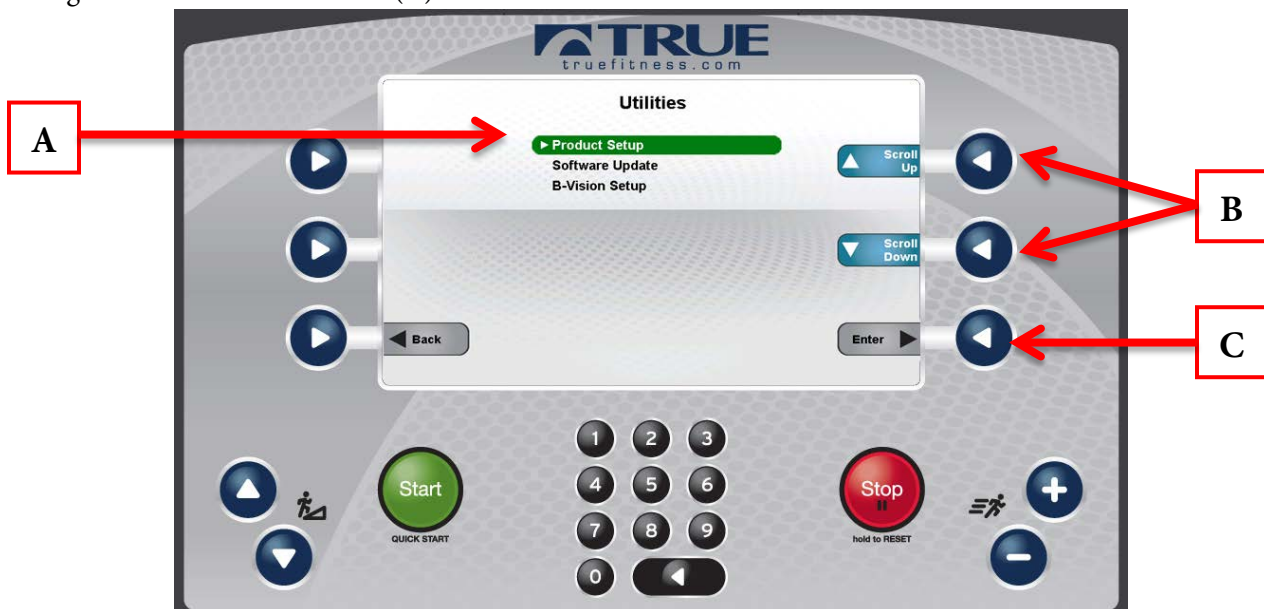 TRUE
truefitness.com
Utilities
A
Product Setup
Software Update
B-Vision Setup
Scroll
Up
B
Scroll
Down
Back
Enter
C
1 2 3
4 5 6
7 8 9
0
Start
QUICK START
Stop
hold to RESET